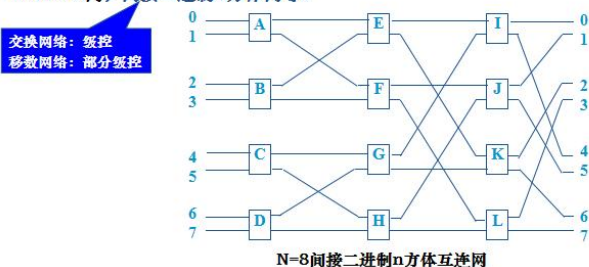 交换网络：级控
移数网络：部分级控
0 A E I 0
1 1
2 B F J 2
3 3
4 C G K 4
5 5
6 D H L 6
7 7
N=8间接二进制n方体互连网